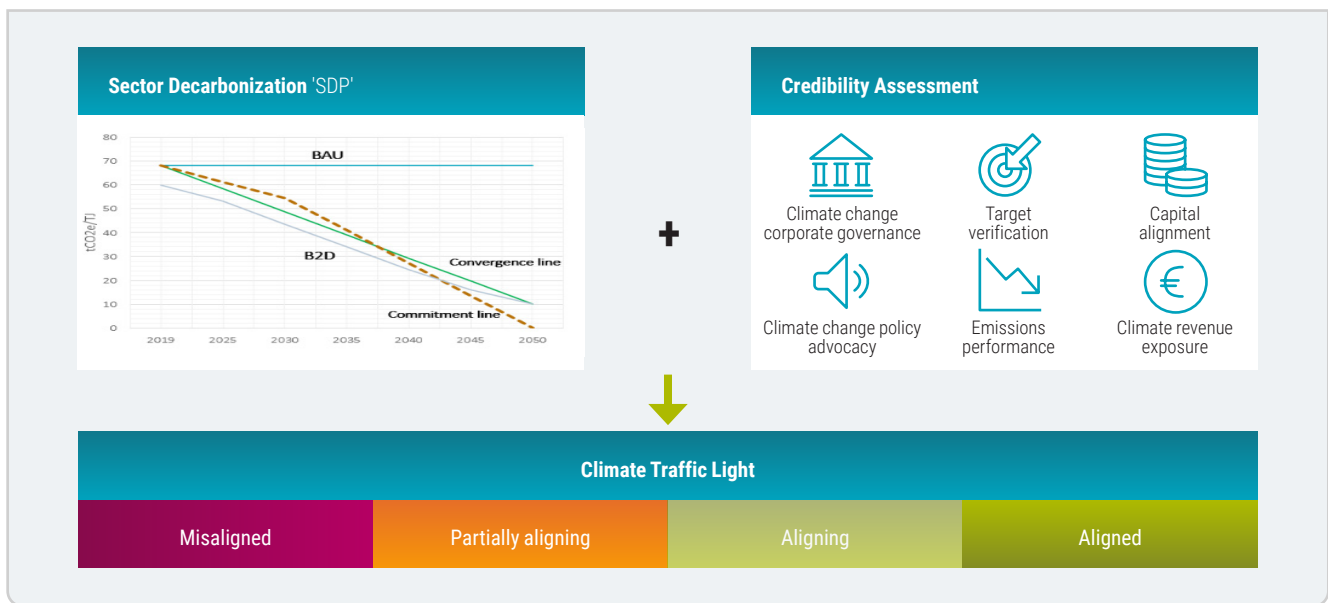 Sector Decarbonization 'SDP'
80
70
60
50
40
30
20
10
0
tCO2e/TJ
BAU
B2D
Convergence line
Commitment line
2019 2025 2030 2035 2040 2045 2050
+
Credibility Assessment
Climate change
corporate governance
Target
verification
Capital
alignment
Climate change policy
advocacy
Emissions
performance
€
Climate revenue
exposure
Climate Traffic Light
Misaligned
Partially aligning
Aligning
Aligned